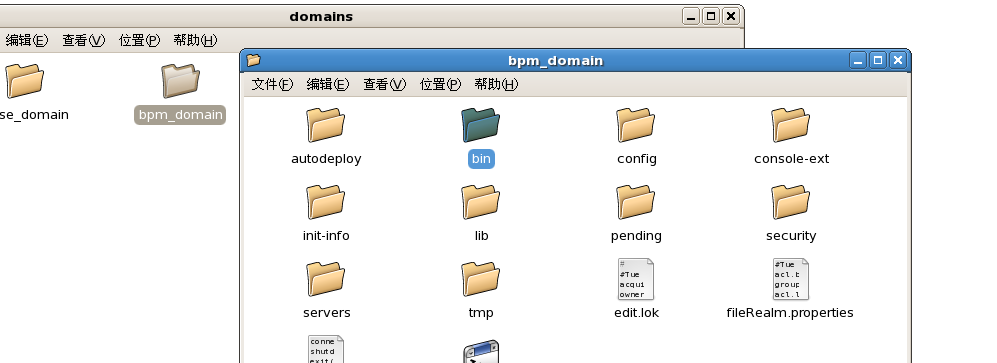 domains
编辑(E) 查看(V) 位置(P) 帮助(H)
se_domain bpm_domain
bpm_domain
文件(F) 编辑(E) 查看(V) 位置(P) 帮助(H)
autodeploy bin config console-ext
init-info lib pending security
#
#Tue
acqui
owner
#Tue
acl.b
group
acl.l
servers tmp edit.lok fileRealm.properties
conne
shutd
exit(